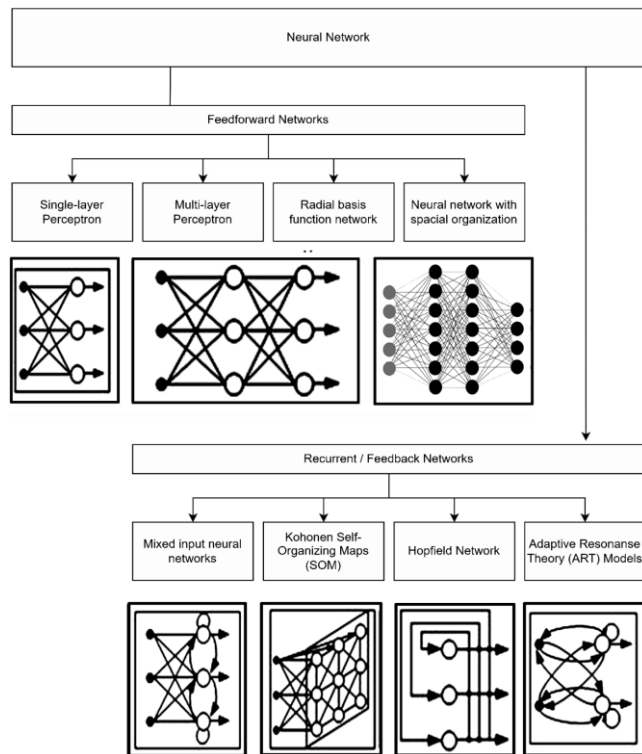 Neural Network
Feedforward Networks
Single-layer
Perceptron
Multi-layer
Perceptron
Radial basis
function network
Neural network with
spacial organization
..
Recurrent / Feedback Networks
Mixed input neural
networks
Kohonen Self-
Organizing Maps
(SOM)
Hopfield Network
Adaptive Resonanse
Theory (ART) Models